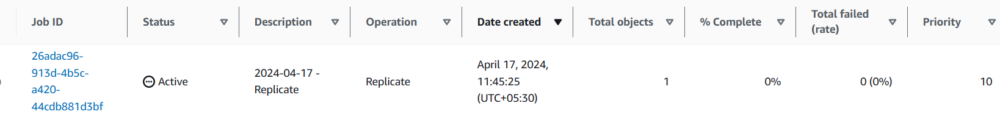 Job ID
Status
Description
Operation
Date created
Total objects
% Complete
Total failed
(rate)
Priority
26adac96-
913d-4b5c-
a420-
44cdb881d3bf
Active
2024-04-17 -
Replicate
Replicate
April 17, 2024,
11:45:25
(UTC+05:30)
1
0%
0 (0%)
10